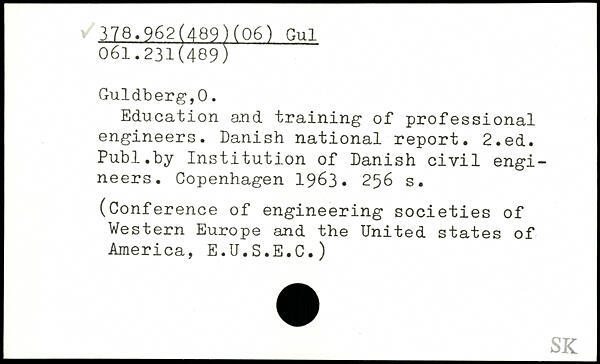 378.962(489)(06) Gul
061.231(489)
Guldberg,O.
Education and training of professional
engineers. Danish national report. 2.ed.
Publ.by Institution of Danish civil engi-
neers. Copenhagen 1963. 256 s.
(Conference of engineering societies of
Western Europe and the United states of
America, E.U.S.E.C.)
SK